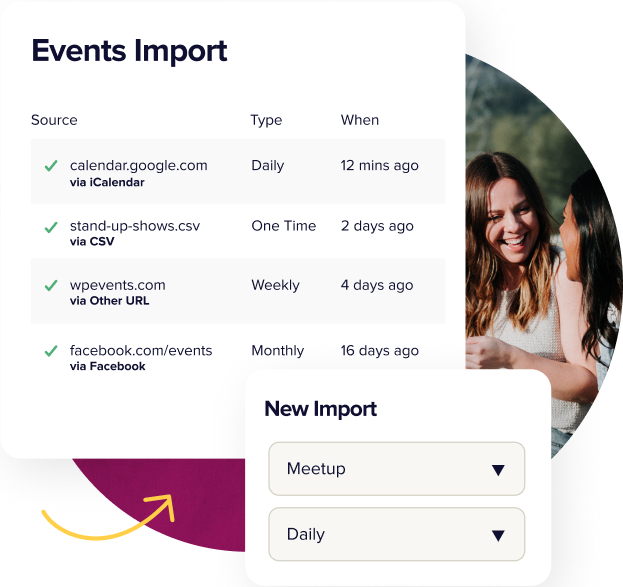 Events Import
Source Type When
calendar.google.com Daily 12 mins ago
via iCalendar
stand-up-shows.csv One Time 2 days ago
via CSV
wpevents.com Weekly 4 days ago
via Other URL
facebook.com/events Monthly 16 days ago
via Facebook
New Import
Meetup
Daily